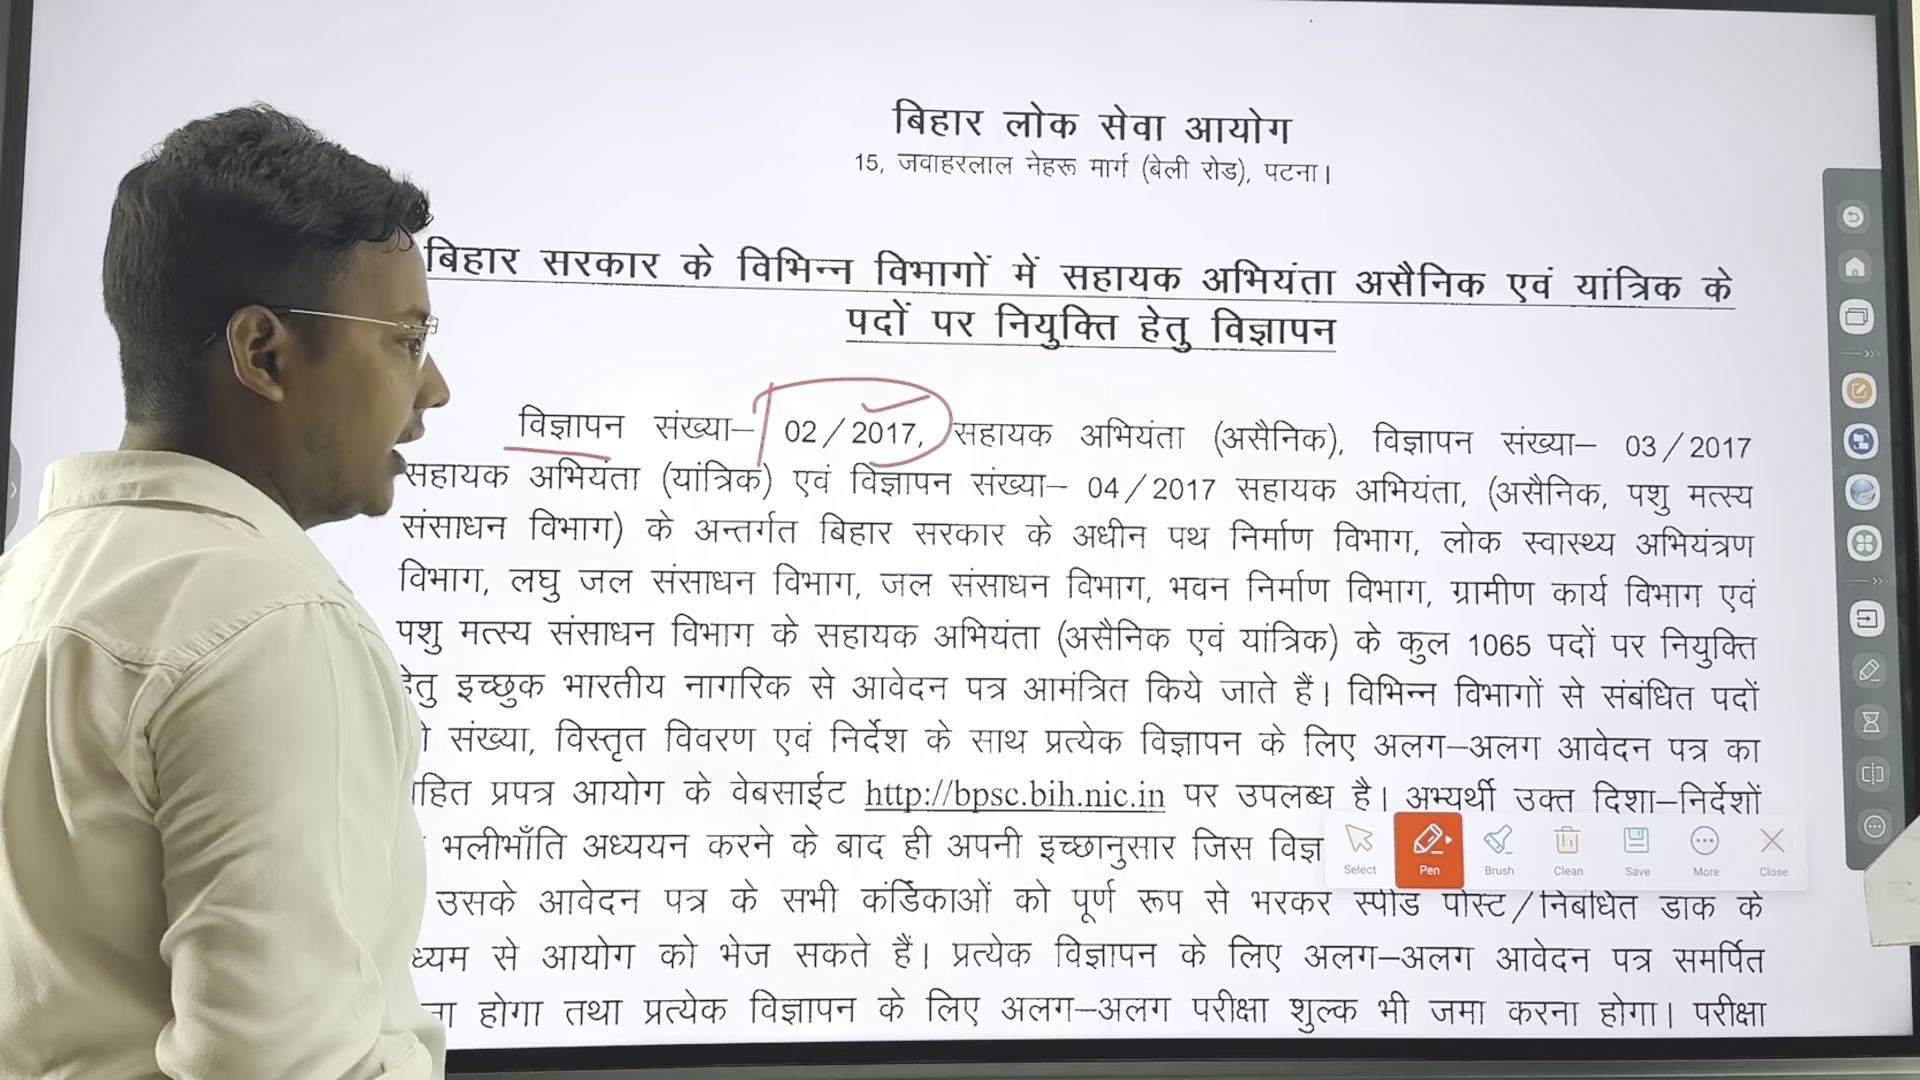 बिहार लोक सेवा आयोग
15, जवाहरलाल नेहरू मार्ग (बेली रोड), पटना।
बिहार सरकार के विभिन्न विभागों में सहायक अभियंता असैनिक एवं यांत्रिक के
पदों पर नियुक्ति हेतु विज्ञापन
विज्ञापन संख्या– 02/2017, सहायक अभियंता (असैनिक), विज्ञापन संख्या– 03/2017
सहायक अभियंता (यांत्रिक) एवं विज्ञापन संख्या– 04/2017 सहायक अभियंता, (असैनिक, पशु मत्स्य
संसाधन विभाग) के अन्तर्गत बिहार सरकार के अधीन पथ निर्माण विभाग, लोक स्वास्थ्य अभियंत्रण
विभाग, लघु जल संसाधन विभाग, जल संसाधन विभाग, भवन निर्माण विभाग, ग्रामीण कार्य विभाग एवं
पशु मत्स्य संसाधन विभाग के सहायक अभियंता (असैनिक एवं यांत्रिक) के कुल 1065 पदों पर नियुक्ति
हेतु इच्छुक भारतीय नागरिक से आवेदन पत्र आमंत्रित किये जाते हैं। विभिन्न विभागों से संबंधित पदों
संख्या, विस्तृत विवरण एवं निर्देश के साथ प्रत्येक विज्ञापन के लिए अलग–अलग आवेदन पत्र का
प्रपत्र आयोग के वेबसाईट http://bpsc.bih.nic.in पर उपलब्ध है। अभ्यर्थी उक्त दिशा–निर्देशों
भलीभाँति अध्ययन करने के बाद ही अपनी इच्छानुसार जिस
उसके आवेदन पत्र के सभी कंडिकाओं को पूर्ण रूप से भरकर स्पीड पोस्ट/निबंधित डाक के
से आयोग को भेज सकते हैं। प्रत्येक विज्ञापन के लिए अलग–अलग आवेदन पत्र समर्पित
होगा तथा प्रत्येक विज्ञापन के लिए अलग–अलग परीक्षा शुल्क भी जमा करना होगा। परीक्षा
Select Pen Brush Clean Save More Close